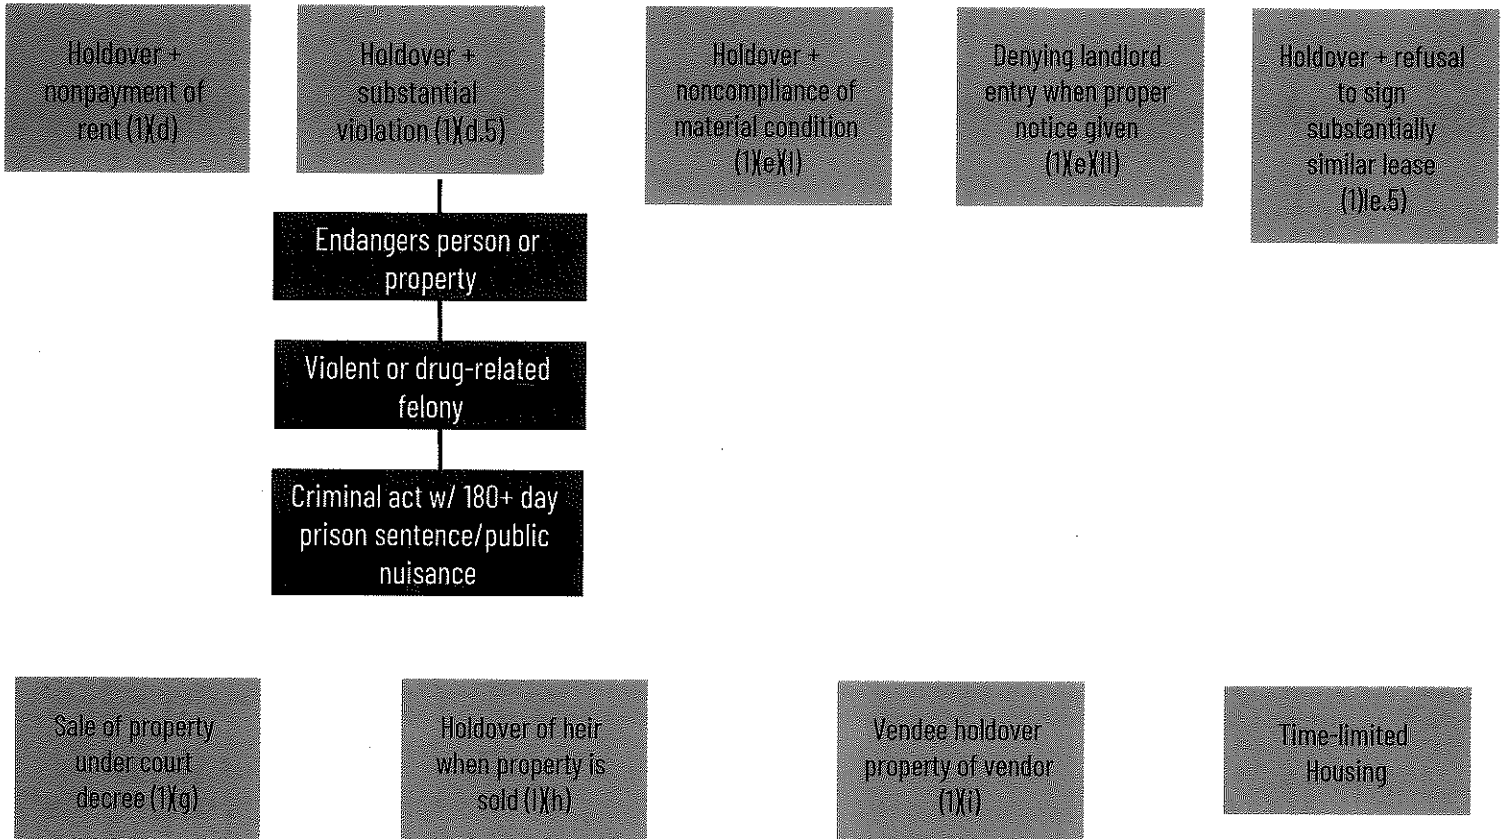 Holdover +
nonpayment of
rent (1)(d)
Holdover +
substantial
violation (1)(d.5)
Holdover +
noncompliance of
material condition
(1)(e)(I)
Denying landlord
entry when proper
notice given
(1)(e)(II)
Holdover + refusal
to sign
substantially
similar lease
(1)(e.5)
Endangers person or
property
Violent or drug-related
felony
Criminal act w/ 180+ day
prison sentence/public
nuisance
Sale of property
under court
decree (1)(g)
Holdover of heir
when property is
sold (1)(h)
Vendee holdover
property of vendor
(1)(i)
Time-limited
Housing